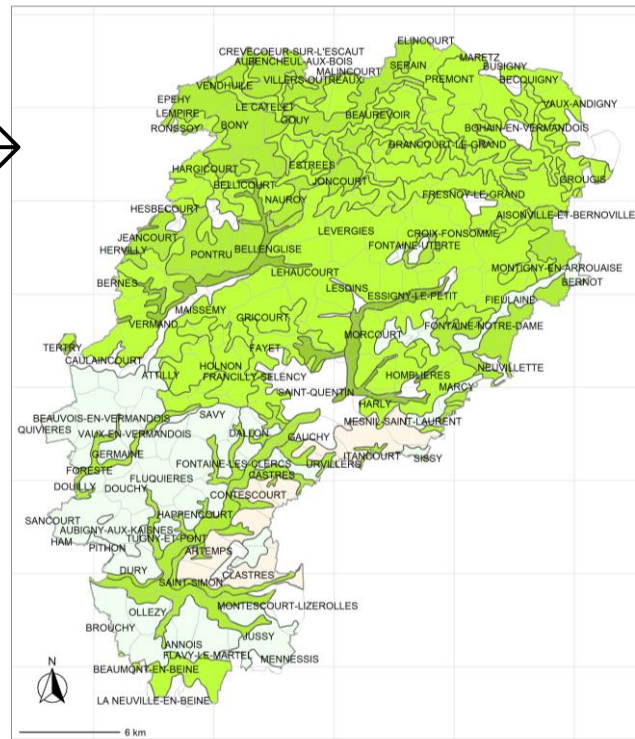 ELINCOURT
CREVECOEUR-SUR-L'ESCAUT
MARETZ
AUBENCHEUL-AUX-BOIS
SERAIN
BUSIGNY
MALINCOURT
VILLERS-OUTREAUX
PREMONT
BECQUIGNY
VENDHUILE
EPEHY
LE CATELET
VAUX-ANDIGNY
LEMPIRE
GOUY
BEAUREVOIR
RONSSOY
BONY
BOHAIN-EN-VERMANDOIS
BRANCOURT-LE-GRAND
HARGICOURT
ESTREES
JONCOURT
GROUGIS
BELLICOURT
FRESNOY-LE-GRAND
NAUROY
HESBECOURT
AISONVILLE-ET-BERNOVILLE
LEVERGIES
CROIX-FONSOMME
JEANCOURT
HERVILLY
PONTRU
BELLENGLISE
FONTAINE-UTERTE
LEHAUCOURT
MONTIGNY-EN-ARROUAISE
BERNES
LESDINS
BERNOT
ESSIGNY-LE-PETIT
FIEULAINE
MAISSEMY
GRICOURT
VERMAND
FONTAINE-NOTRE-DAME
MORCOURT
TERTRY
FAYET
CAULAINCOURT
HOLNON
NEUVILLETTE
ATTILLY
FRANCILLY-SELENCY
HOMBLIERES
MARCY
SAINT-QUENTIN
HARLY
BEAUVOIS-EN-VERMANDOIS
SAVY
MESNIL-SAINT-LAURENT
QUIVIERES
VAUX-EN-VERMANDOIS
DALLON
GAUCHY
GERMAINE
ITANCOURT
SISSY
FONTAINE-LES-CLERCS
URVILLERS
FORESTE
FLUQUIERES
CASTRES
DOUILLY
DOUCHY
CONTESCOURT
HAPPENCOURT
SANCOURT
AUBIGNY-AUX-KAISNES
TUGNY-ET-PONT
HAM
PITHON
ARTEMPS
DURY
CLASTRES
SAINT-SIMON
OLLEZY
MONTESCOURT-LIZEROLLES
BROUCHY
JUSSY
ANNOIS
FLAVY-LE-MARTEL
MENNESSIS
BEAUMONT-EN-BEINE
N
LA NEUVILLE-EN-BEINE
6 km